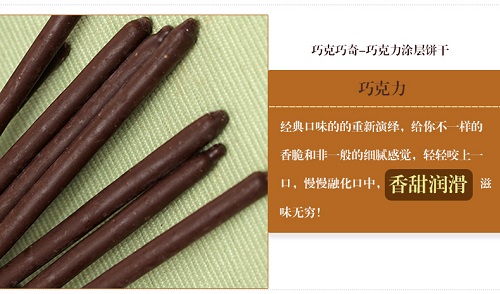 巧克巧奇-巧克力涂层饼干
巧克力
经典口味的的重新演绎，给你不一样的
香脆和非一般的细腻感觉，轻轻咬上一
口，慢慢融化口中，香甜润滑 滋
味无穷！